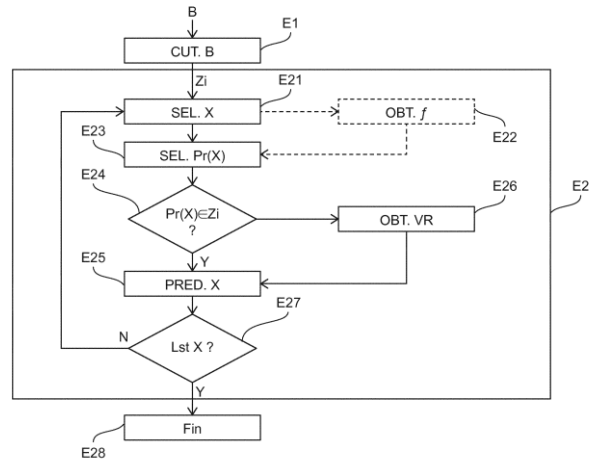 B
E1
CUT. B
Zi
E21
SEL. X
OBT. ƒ
E22
E23
SEL. Pr(X)
E24
Pr(X)∈Zi
?
E26
OBT. VR
E2
Y
E25
PRED. X
E27
N
Lst X ?
Y
Fin
E28